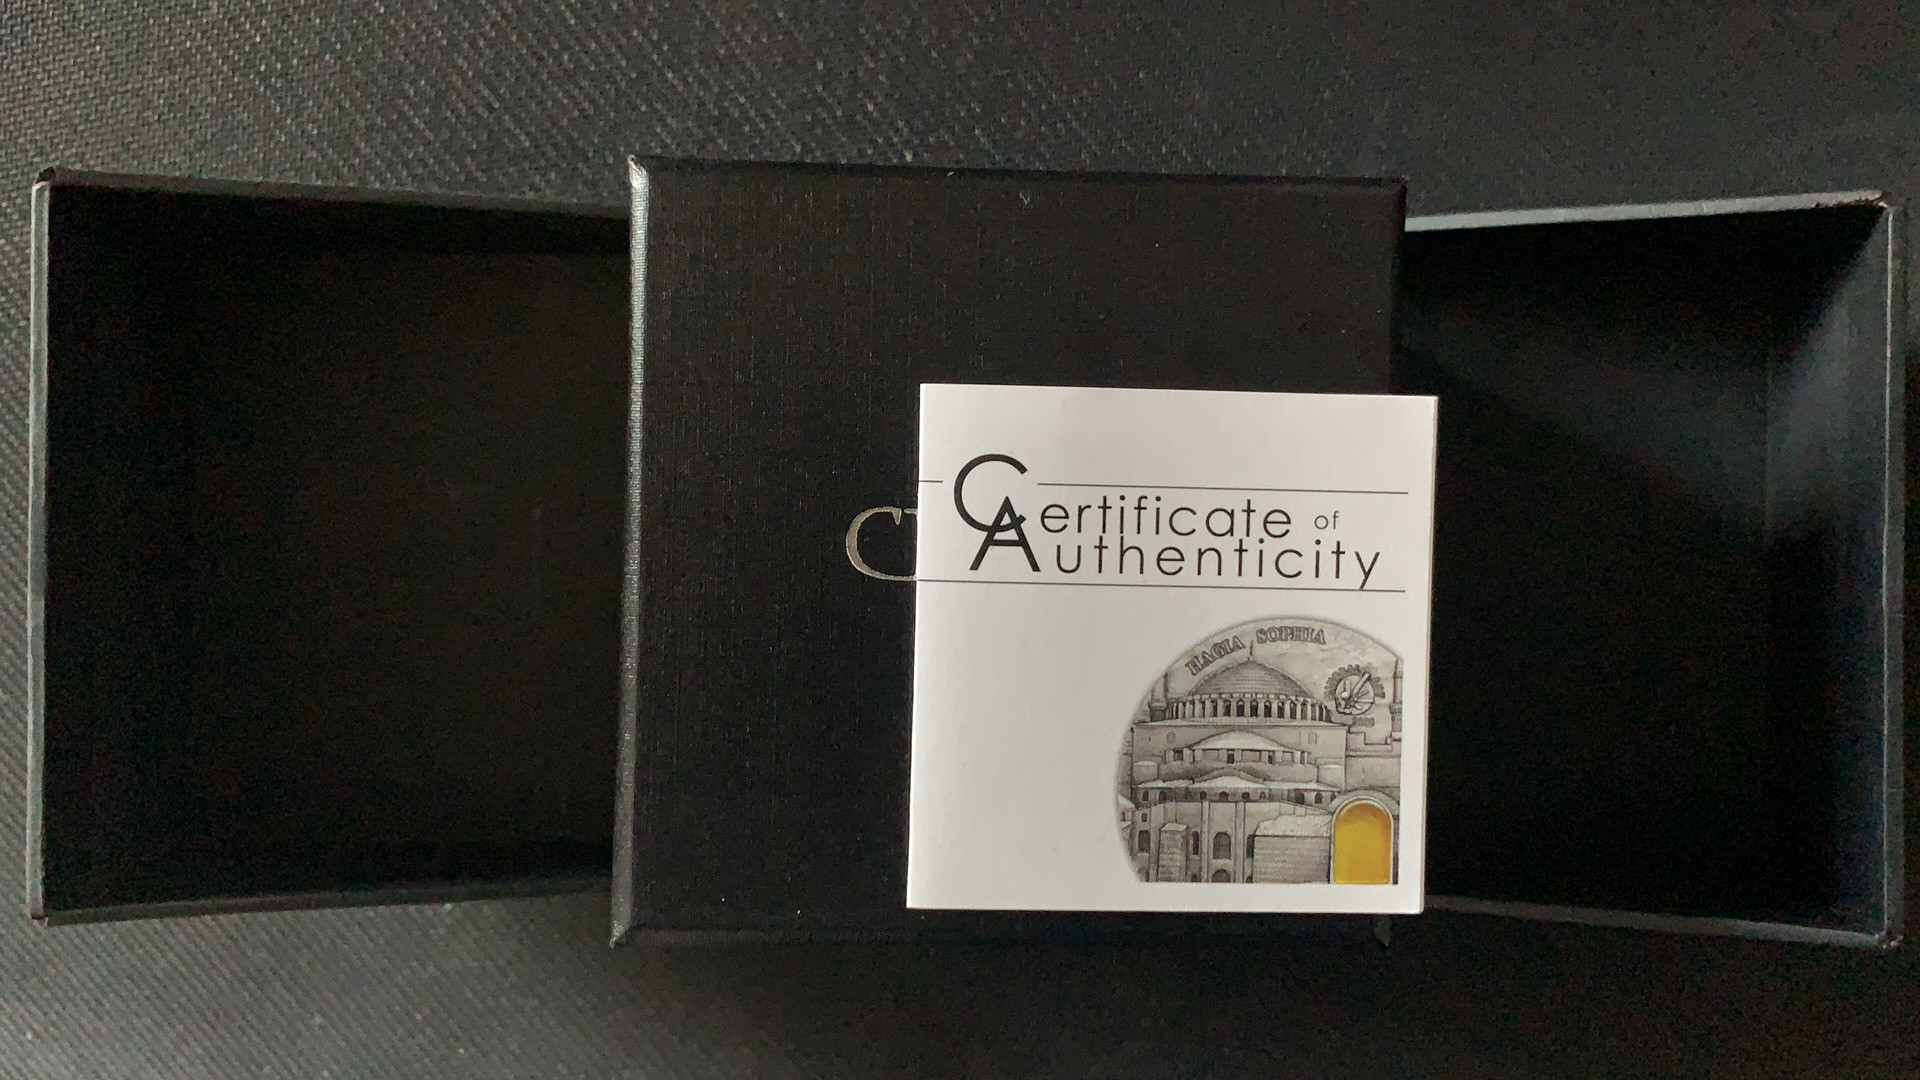 Certificate of
Authenticity
C
HAGIA SOPHIA